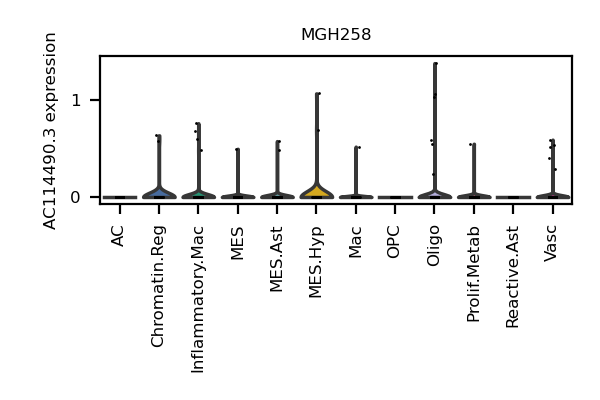 MGH258
AC114490.3 expression
1
0
AC
Chromatin.Reg
Inflammatory.Mac
MES
MES.Ast
MES.Hyp
Mac
OPC
Oligo
Prolif.Metab
Reactive.Ast
Vasc